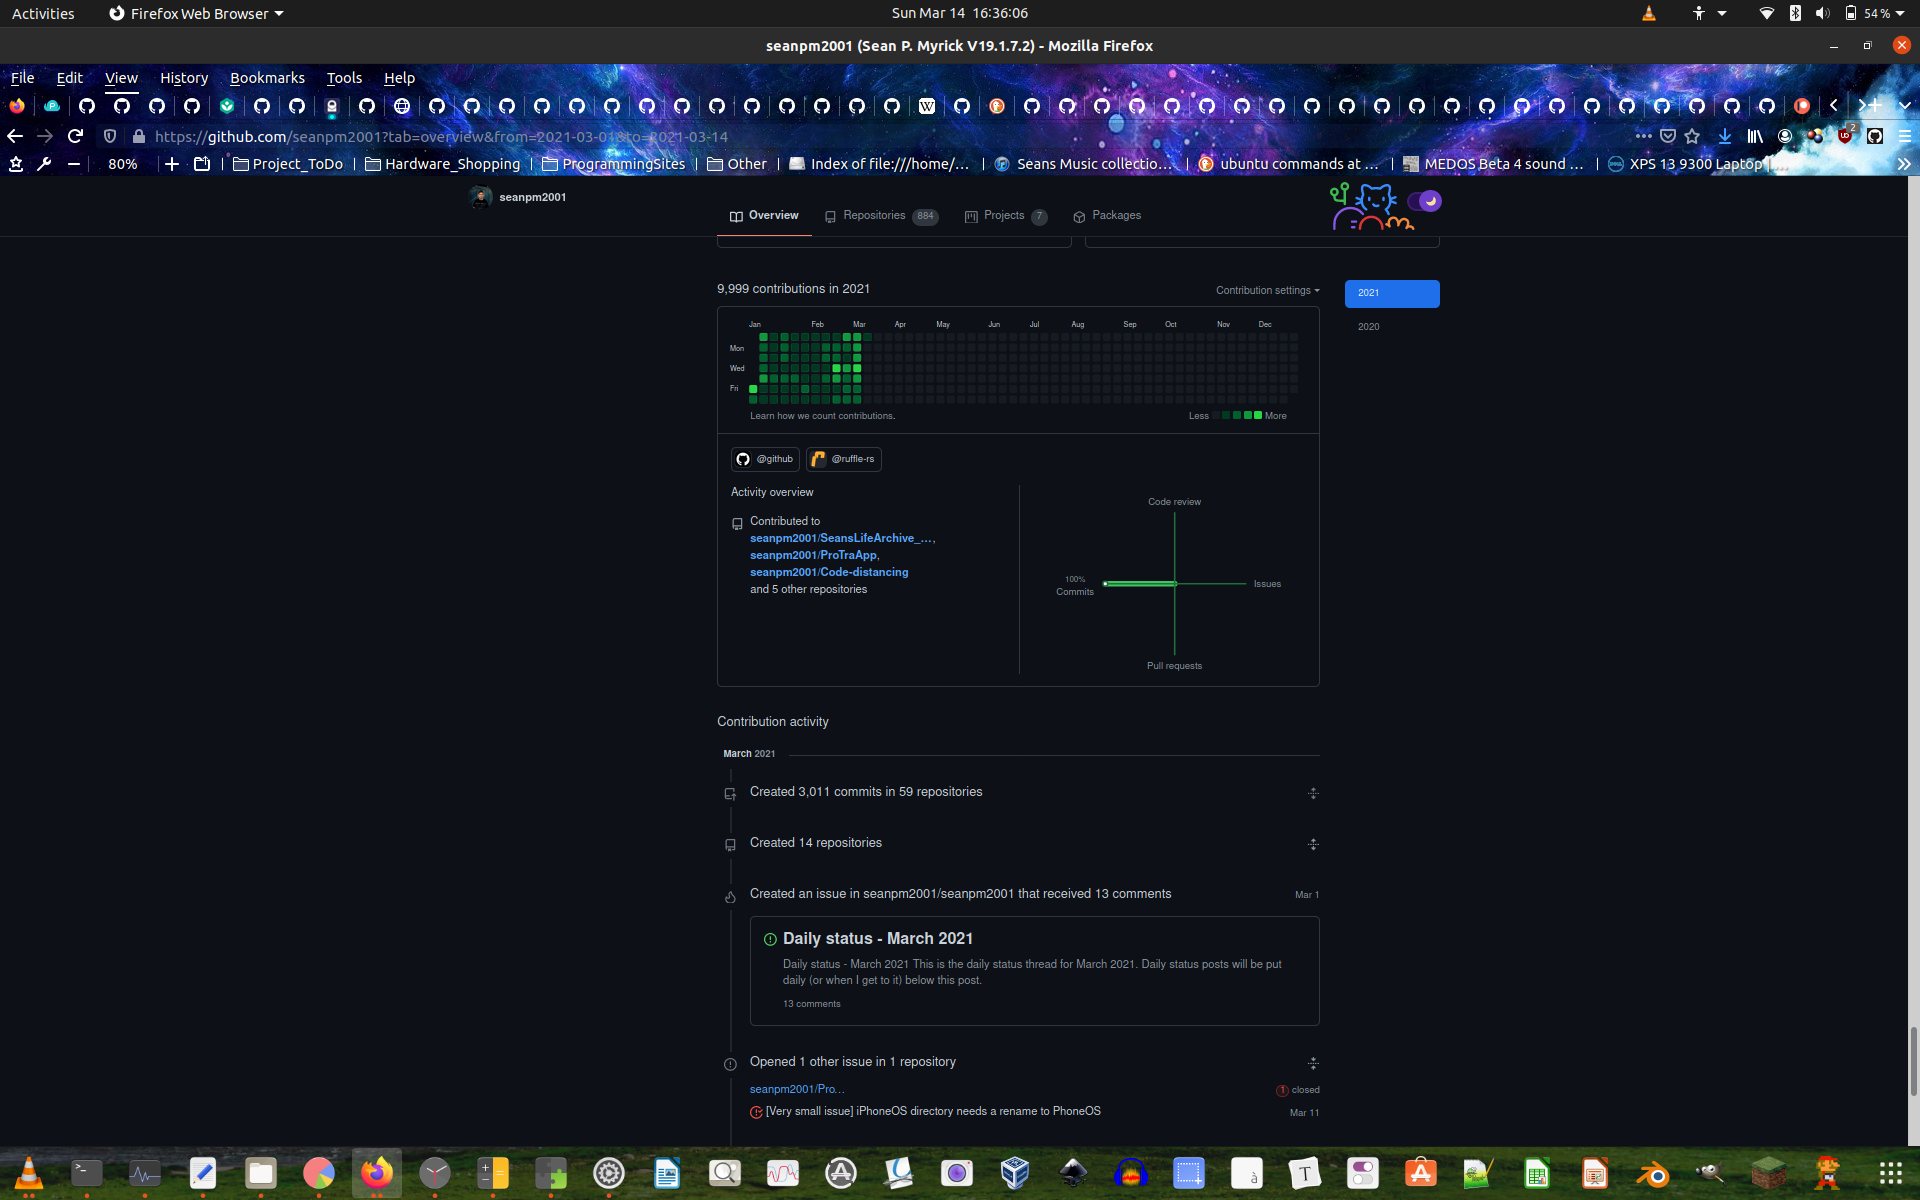 Activities
Firefox Web Browser
Sun Mar 14 16:36:06
54 %
seanpm2001 (Sean P. Myrick V19.1.7.2) - Mozilla Firefox
File Edit View History Bookmarks Tools Help
https://github.com/seanpm2001?tab=overview&from=2021-03-01&to=2021-03-14
2
80%
Project_ToDo
Hardware_Shopping
ProgrammingSites
Other
Index of file:///home/...
Seans Music collectio...
ubuntu commands at ...
MEDOS Beta 4 sound ...
XPS 13 9300 Laptop
seanpm2001
Overview
Repositories 884
Projects 7
Packages
9,999 contributions in 2021
Contribution settings
2021
2020
Jan Feb Mar Apr May Jun Jul Aug Sep Oct Nov Dec
Mon
Wed
Fri
Learn how we count contributions.
Less More
@github
@ruffle-rs
Activity overview
Contributed to
seanpm2001/SeansLifeArchive_...,
seanpm2001/ProTraApp,
seanpm2001/Code-distancing
and 5 other repositories
Code review
100%
Commits
Issues
Pull requests
Contribution activity
March 2021
Created 3,011 commits in 59 repositories
Created 14 repositories
Created an issue in seanpm2001/seanpm2001 that received 13 comments
Mar 1
Daily status - March 2021
Daily status - March 2021 This is the daily status thread for March 2021. Daily status posts will be put
daily (or when I get to it) below this post.
13 comments
Opened 1 other issue in 1 repository
seanpm2001/Pro...
1 closed
[Very small issue] iPhoneOS directory needs a rename to PhoneOS
Mar 11